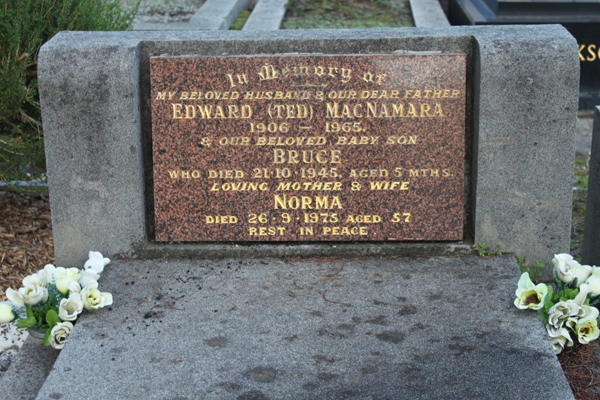 In Memory of
MY BELOVED HUSBAND & OUR DEAR FATHER
EDWARD (TED) MACNAMARA
1906 — 1965.
& OUR BELOVED BABY SON
BRUCE
WHO DIED 21·10·1945. AGED 5 MTHS.
LOVING MOTHER & WIFE
NORMA
DIED 26·9·1975 AGED 57
REST IN PEACE